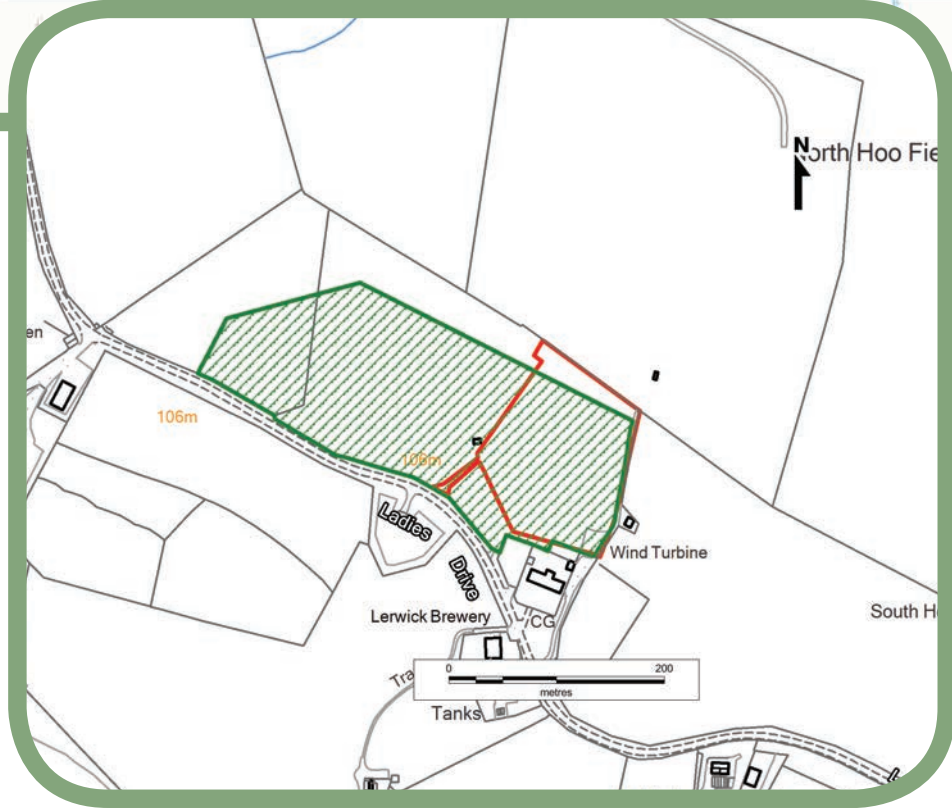 N
North Hoo Fie
en
106m
106m
Ladies
Drive
Wind Turbine
Lerwick Brewery
CG
South H
0
200
metres
Tra
Tanks